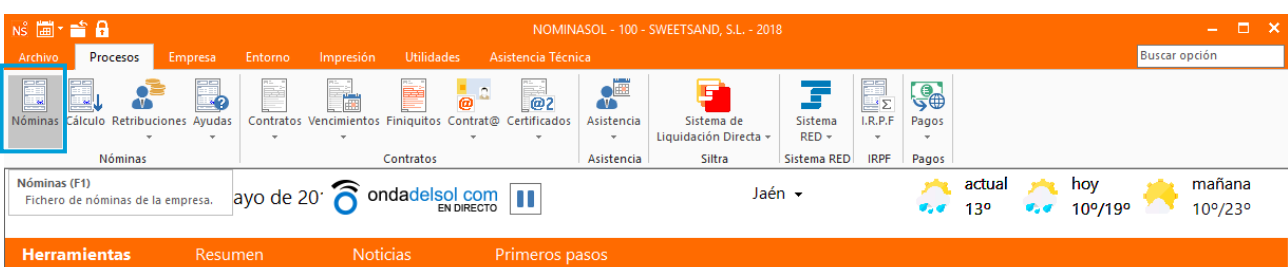 NOMINASOL - 100 - SWEETSAND, S.L. - 2018
Archivo Procesos Empresa Entorno Impresión Utilidades Asistencia Técnica Buscar opción
Nóminas Cálculo Retribuciones Ayudas Contratos Vencimientos Finiquitos Contrat@ Certificados Asistencia Sistema de Liquidación Directa Sistema RED I.R.P.F Pagos
Nóminas Contratos Asistencia Siltra Sistema RED IRPF Pagos
Nóminas (F1)
Fichero de nóminas de la empresa.
ayo de 20 ondadelsol com
EN DIRECTO
Jaén
actual hoy mañana
13º 10º/19º 10º/23º
Herramientas Resumen Noticias Primeros pasos